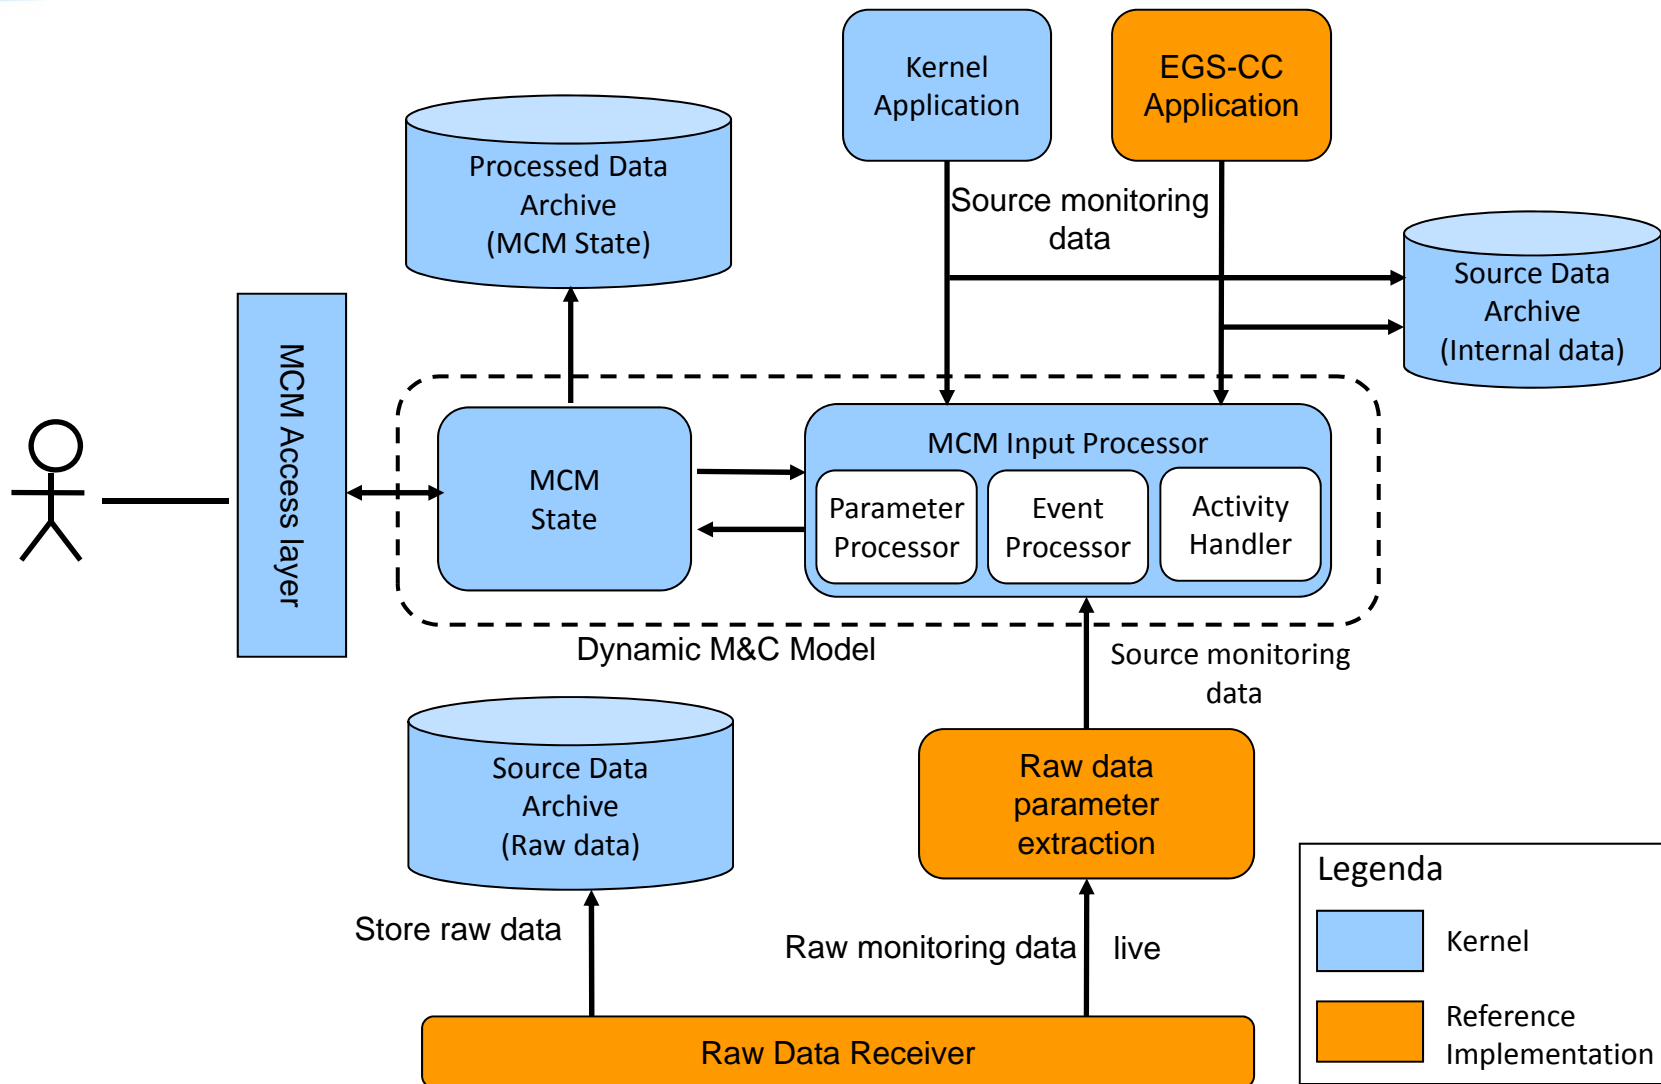 Kernel
Application
EGS-CC
Application
Processed Data
Archive
(MCM State)
Source monitoring
data
Source Data
Archive
(Internal data)
MCM Access layer
MCM
State
MCM Input Processor
Parameter
Processor
Event
Processor
Activity
Handler
Dynamic M&C Model
Source monitoring
data
Source Data
Archive
(Raw data)
Raw data
parameter
extraction
Store raw data
Raw monitoring data
live
Raw Data Receiver
Legenda
Kernel
Reference
Implementation